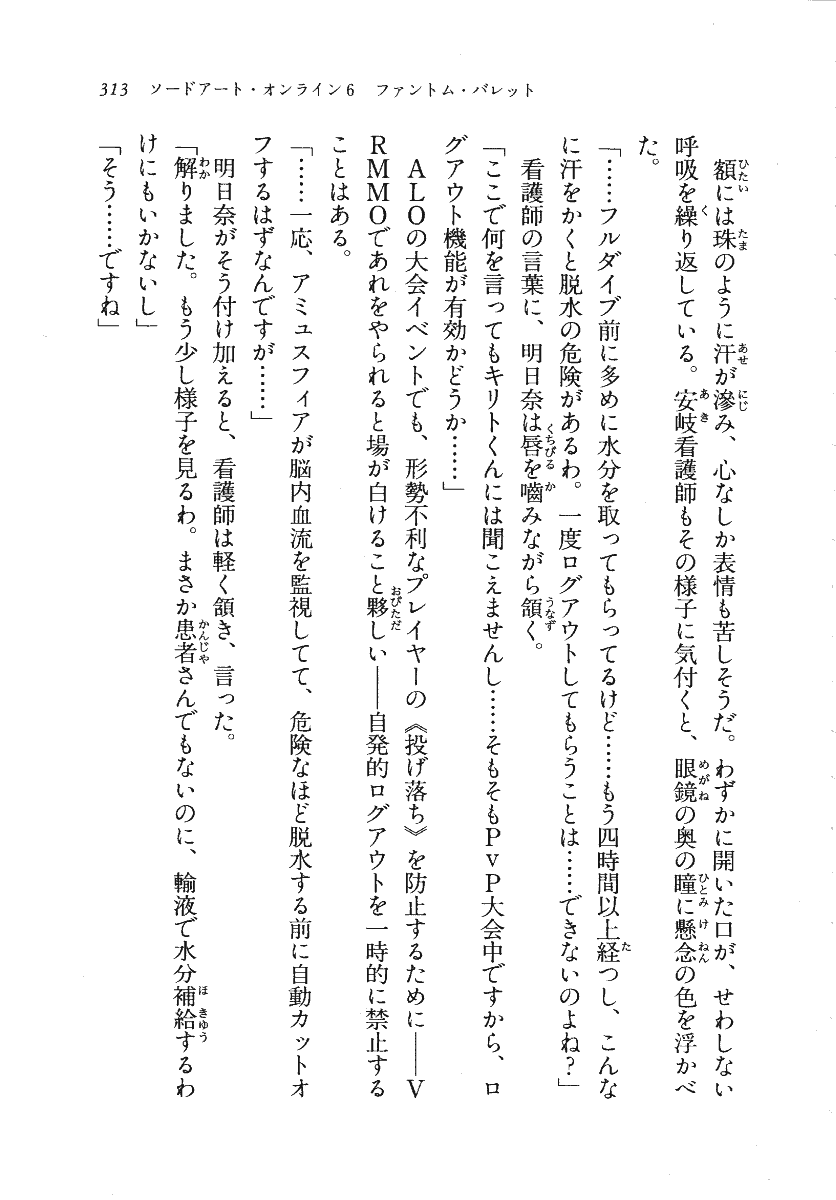 313　ソードアート・オンライン6　ファントム・バレット
　額には珠のように汗が滲み、心なしか表情も苦しそうだ。わずかに開いた口が、せわしない
呼吸を繰り返している。安岐看護師もその様子に気付くと、眼鏡の奥の瞳に懸念の色を浮かべ
た。
「……フルダイブ前に多めに水分を取ってもらってるけど……もう四時間以上経つし、こんな
に汗をかくと脱水の危険があるわ。一度ログアウトしてもらうことは……できないのよね？」
　看護師の言葉に、明日奈は唇を嚙みながら頷く。
「ここで何を言ってもキリトくんには聞こえませんし……そもそもＰｖＰ大会中ですから、ロ
グアウト機能が有効かどうか……」
　ＡＬＯの大会イベントでも、形勢不利なプレイヤーの《投げ落ち》を防止するために――Ｖ
ＲＭＭＯであれをやられると場が白けること夥しい――自発的ログアウトを一時的に禁止する
ことはある。
「……一応、アミュスフィアが脳内血流を監視してて、危険なほど脱水する前に自動カットオ
フするはずなんですが……」
　明日奈がそう付け加えると、看護師は軽く頷き、言った。
「解りました。もう少し様子を見るわ。まさか患者さんでもないのに、輸液で水分補給するわ
けにもいかないし」
「そう……ですね」